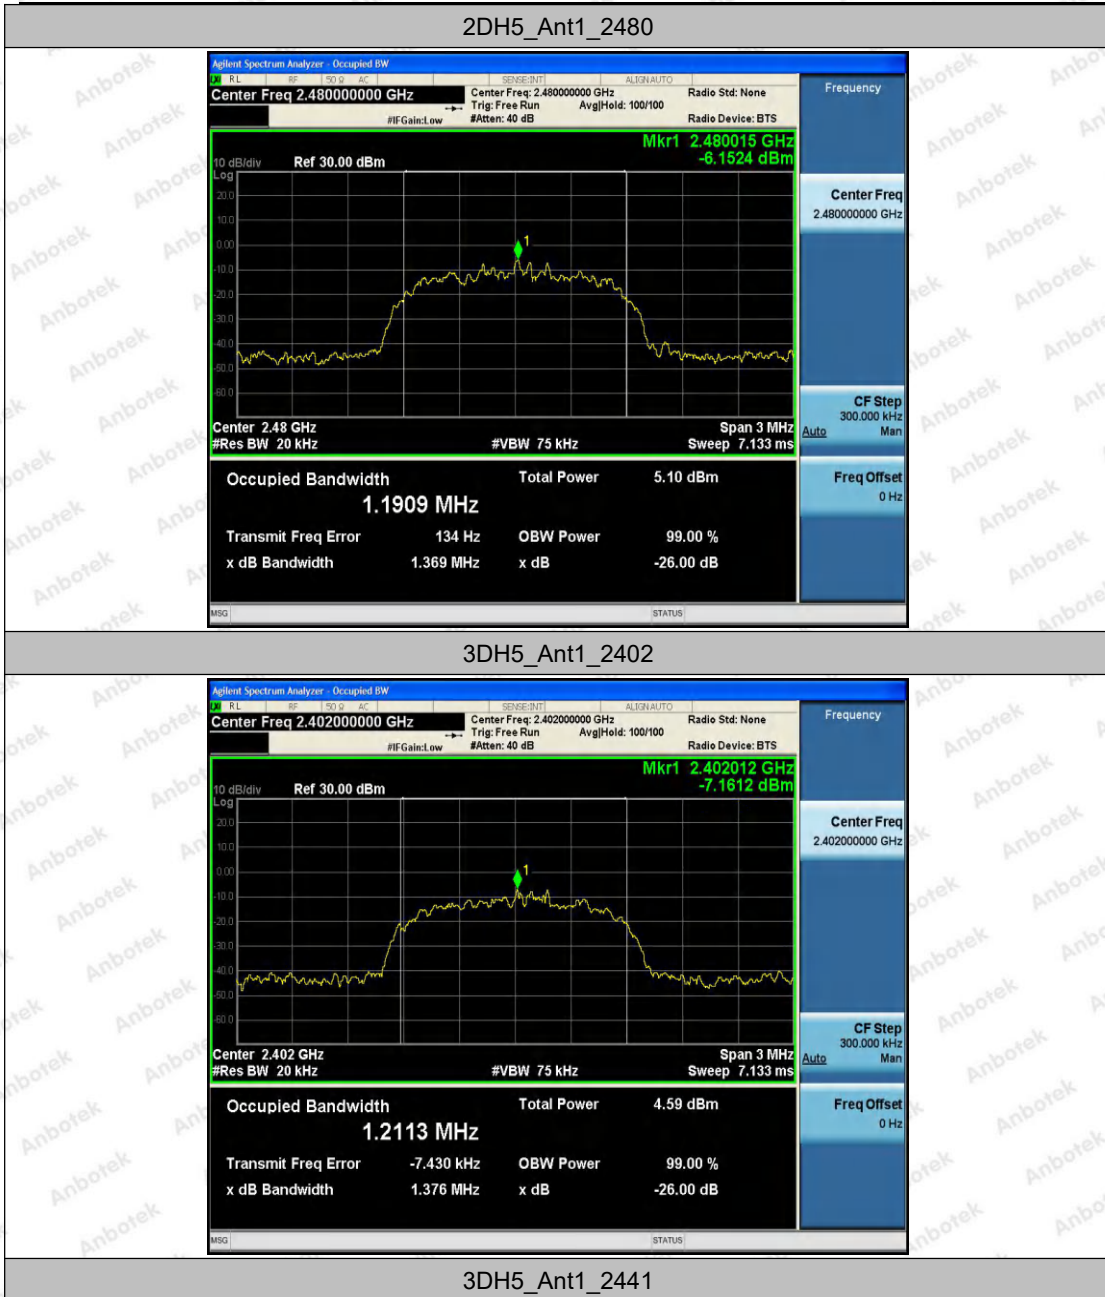 2DH5_Ant1_2480
Agilent Spectrum Analyzer - Occupied BW
RL RF 50 Ω AC SENSE:INT ALIGNAUTO
Center Freq 2.480000000 GHz
Center Freq: 2.480000000 GHz
Radio Std: None
Trig: Free Run
Avg|Hold: 100/100
#IFGain:Low
#Atten: 40 dB
Radio Device: BTS
Mkr1 2.480015 GHz
-6.1524 dBm
10 dB/div
Ref 30.00 dBm
Log
20.0
10.0
0.00
-10.0
-20.0
-30.0
-40.0
-50.0
-60.0
1
Center 2.48 GHz
Span 3 MHz
#Res BW 20 kHz
#VBW 75 kHz
Sweep 7.133 ms
Occupied Bandwidth
Total Power
5.10 dBm
1.1909 MHz
Transmit Freq Error
134 Hz
OBW Power
99.00 %
x dB Bandwidth
1.369 MHz
x dB
-26.00 dB
MSG
STATUS
Frequency
Center Freq
2.480000000 GHz
CF Step
300.000 kHz
Auto Man
Freq Offset
0 Hz
3DH5_Ant1_2402
Agilent Spectrum Analyzer - Occupied BW
RL RF 50 Ω AC SENSE:INT ALIGNAUTO
Center Freq 2.402000000 GHz
Center Freq: 2.402000000 GHz
Radio Std: None
Trig: Free Run
Avg|Hold: 100/100
#IFGain:Low
#Atten: 40 dB
Radio Device: BTS
Mkr1 2.402012 GHz
-7.1612 dBm
10 dB/div
Ref 30.00 dBm
Log
20.0
10.0
0.00
-10.0
-20.0
-30.0
-40.0
-50.0
-60.0
1
Center 2.402 GHz
Span 3 MHz
#Res BW 20 kHz
#VBW 75 kHz
Sweep 7.133 ms
Occupied Bandwidth
Total Power
4.59 dBm
1.2113 MHz
Transmit Freq Error
-7.430 kHz
OBW Power
99.00 %
x dB Bandwidth
1.376 MHz
x dB
-26.00 dB
MSG
STATUS
Frequency
Center Freq
2.402000000 GHz
CF Step
300.000 kHz
Auto Man
Freq Offset
0 Hz
3DH5_Ant1_2441